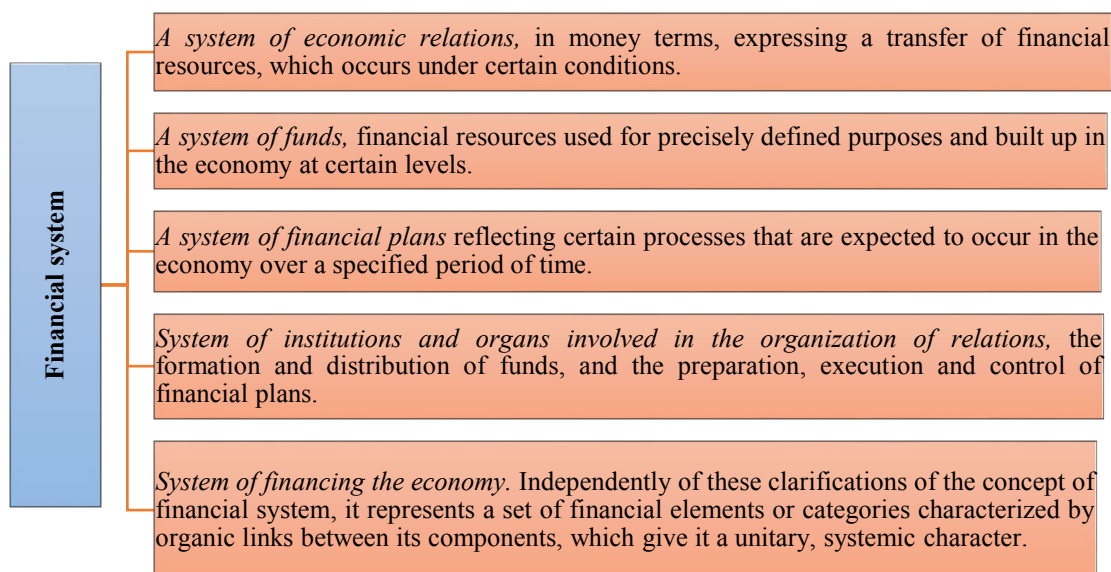 Financial system
A system of economic relations, in money terms, expressing a transfer of financial
resources, which occurs under certain conditions.
A system of funds, financial resources used for precisely defined purposes and built up in
the economy at certain levels.
A system of financial plans reflecting certain processes that are expected to occur in the
economy over a specified period of time.
System of institutions and organs involved in the organization of relations, the
formation and distribution of funds, and the preparation, execution and control of
financial plans.
System of financing the economy. Independently of these clarifications of the concept of
financial system, it represents a set of financial elements or categories characterized by
organic links between its components, which give it a unitary, systemic character.